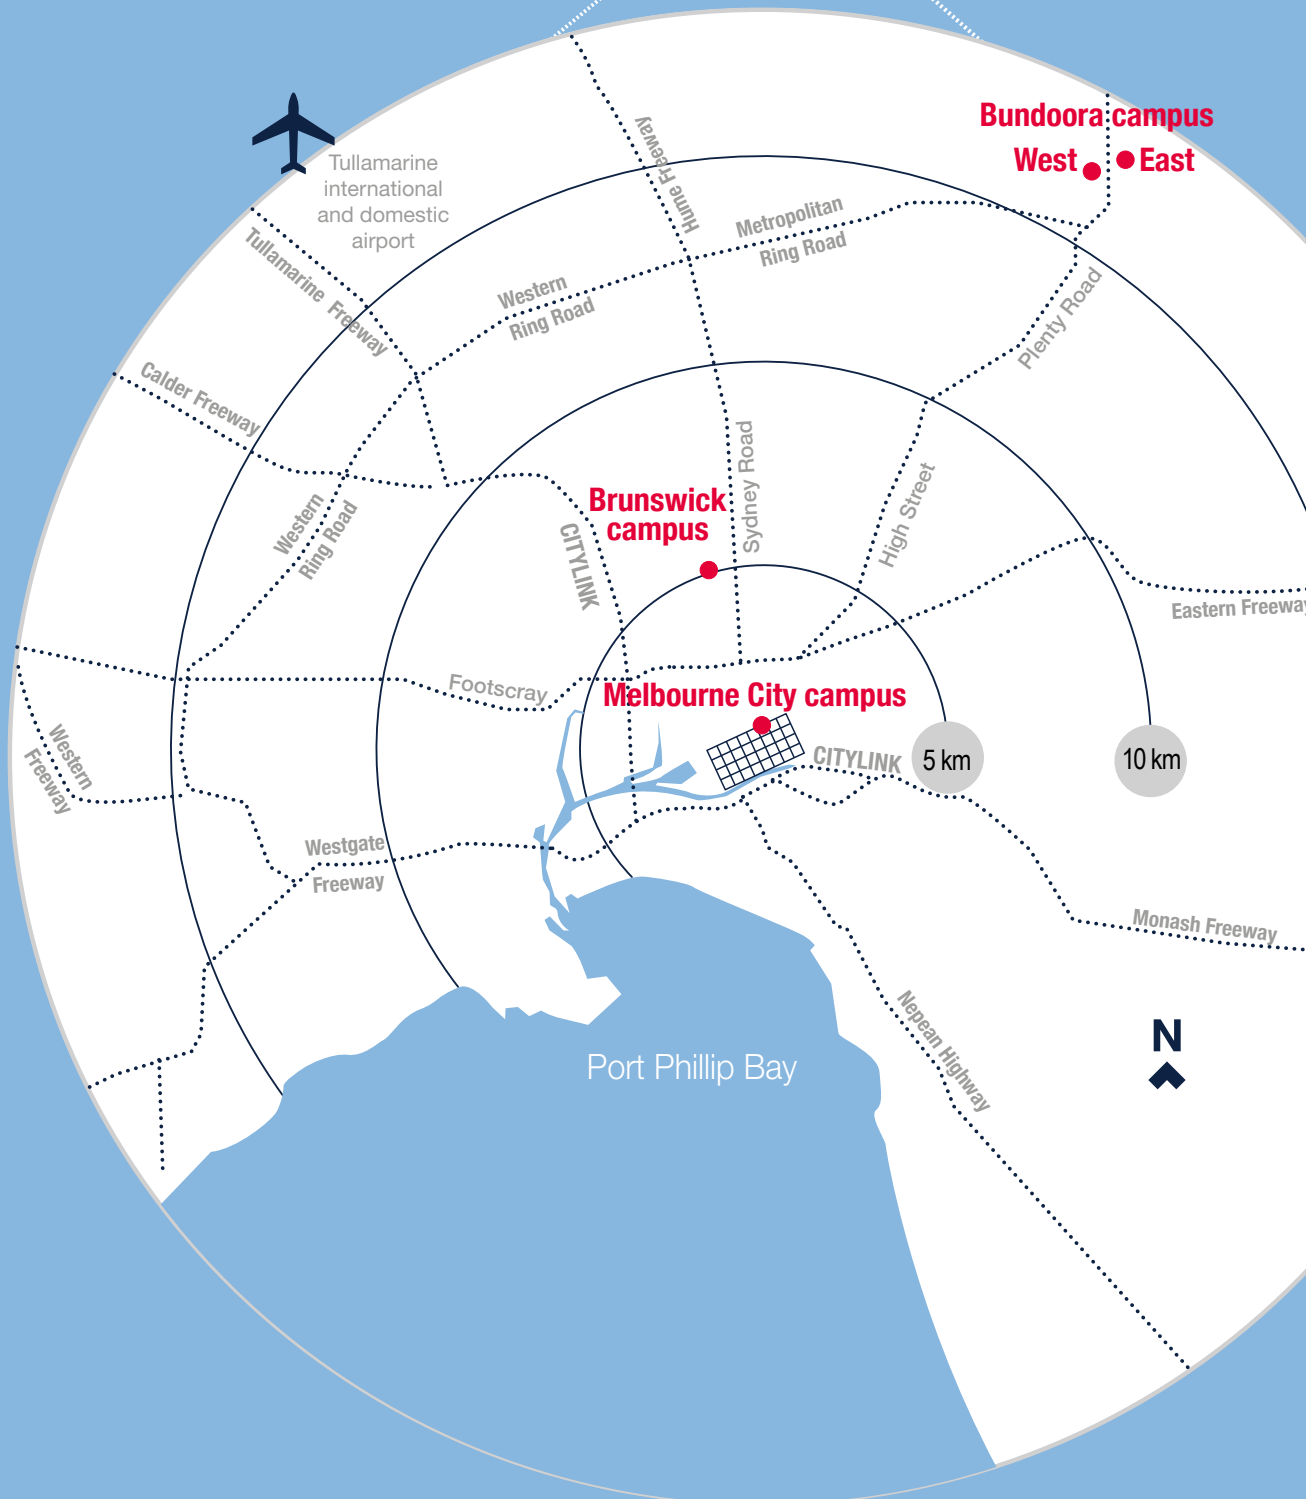 Bundoora campus
West
East
Tullamarine
international
and domestic
airport
Hume Freeway
Metropolitan
Ring Road
Tullamarine Freeway
Western
Ring Road
Plenty Road
Calder Freeway
Sydney Road
High Street
Brunswick
campus
Western
Ring Road
CITYLINK
Eastern Freeway
Footscray
Melbourne City campus
Western
Freeway
CITYLINK
5 km
10 km
Westgate
Freeway
Monash Freeway
Nepean Highway
N
Port Phillip Bay